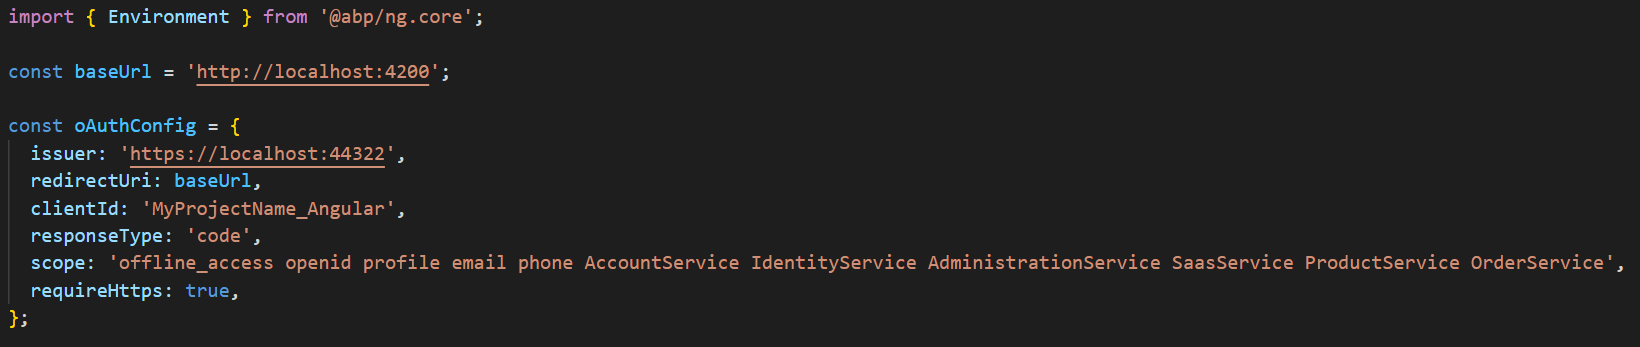 import { Environment } from '@abp/ng.core';
const baseUrl = 'http://localhost:4200';
const oAuthConfig = {
issuer: 'https://localhost:44322',
redirectUri: baseUrl,
clientId: 'MyProjectName_Angular',
responseType: 'code',
scope: 'offline_access openid profile email phone AccountService IdentityService AdministrationService SaasService ProductService OrderService',
requireHttps: true,
};